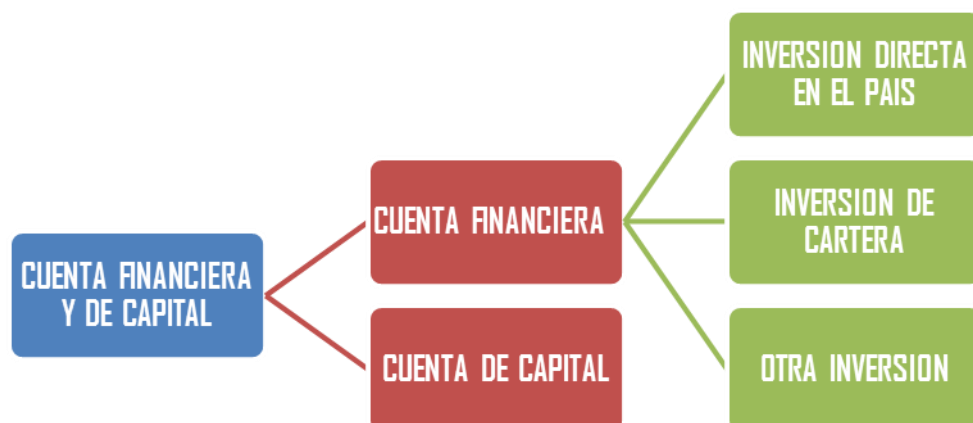 CUENTA FINANCIERA
Y DE CAPITAL
CUENTA FINANCIERA
CUENTA DE CAPITAL
INVERSION DIRECTA
EN EL PAIS
INVERSION DE
CARTERA
OTRA INVERSION